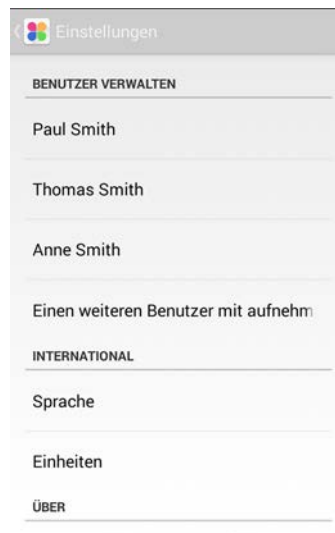 Einstellungen
BENUTZER VERWALTEN
Paul Smith
Thomas Smith
Anne Smith
Einen weiteren Benutzer mit aufnehm
INTERNATIONAL
Sprache
Einheiten
ÜBER